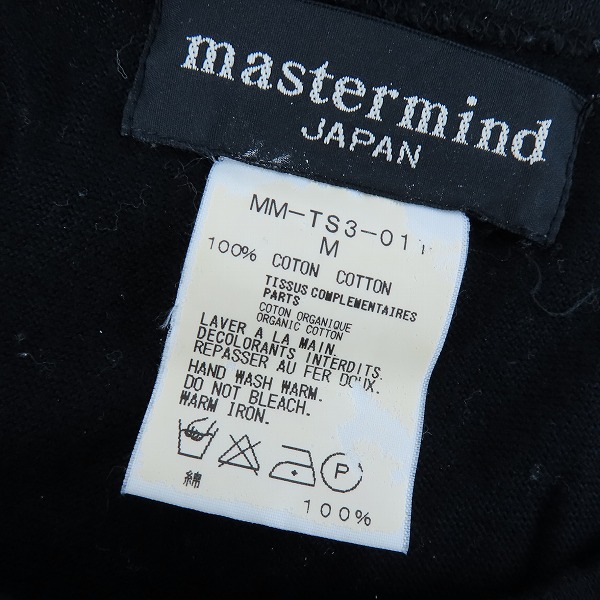 mastermind
JAPAN
MM-TS3-011
M
100% COTON COTTON
TISSUS COMPLEMENTAIRES
PARTS
COTON ORGANIQUE
ORGANIC COTTON
LAVER A LA MAIN.
DECOLORANTS INTERDITS.
REPASSER AU FER DOUX.
HAND WASH WARM.
DO NOT BLEACH.
WARM IRON.
P
綿 100%